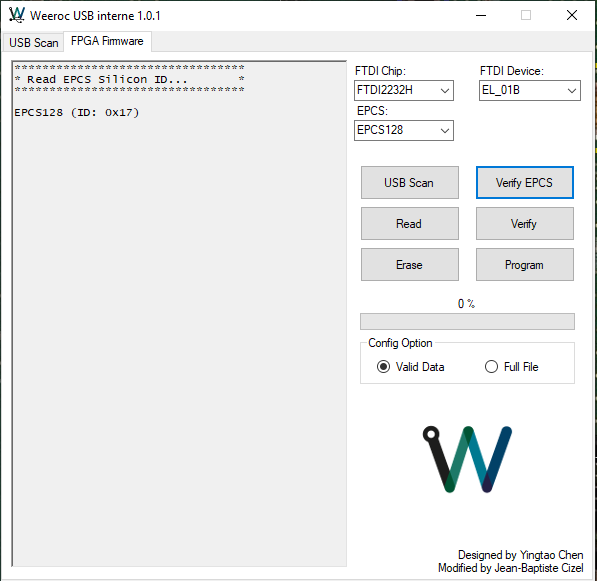 Weeroc USB interne 1.0.1
USB Scan FPGA Firmware
*********************************
* Read EPCS Silicon ID... *
*********************************
EPCS128 (ID: 0x17)
FTDI Chip: FTDI Device:
FTDI2232H EL_01B
EPCS:
EPCS128
USB Scan Verify EPCS
Read Verify
Erase Program
0 %
Config Option
Valid Data Full File
Designed by Yingtao Chen
Modified by Jean-Baptiste Cizel